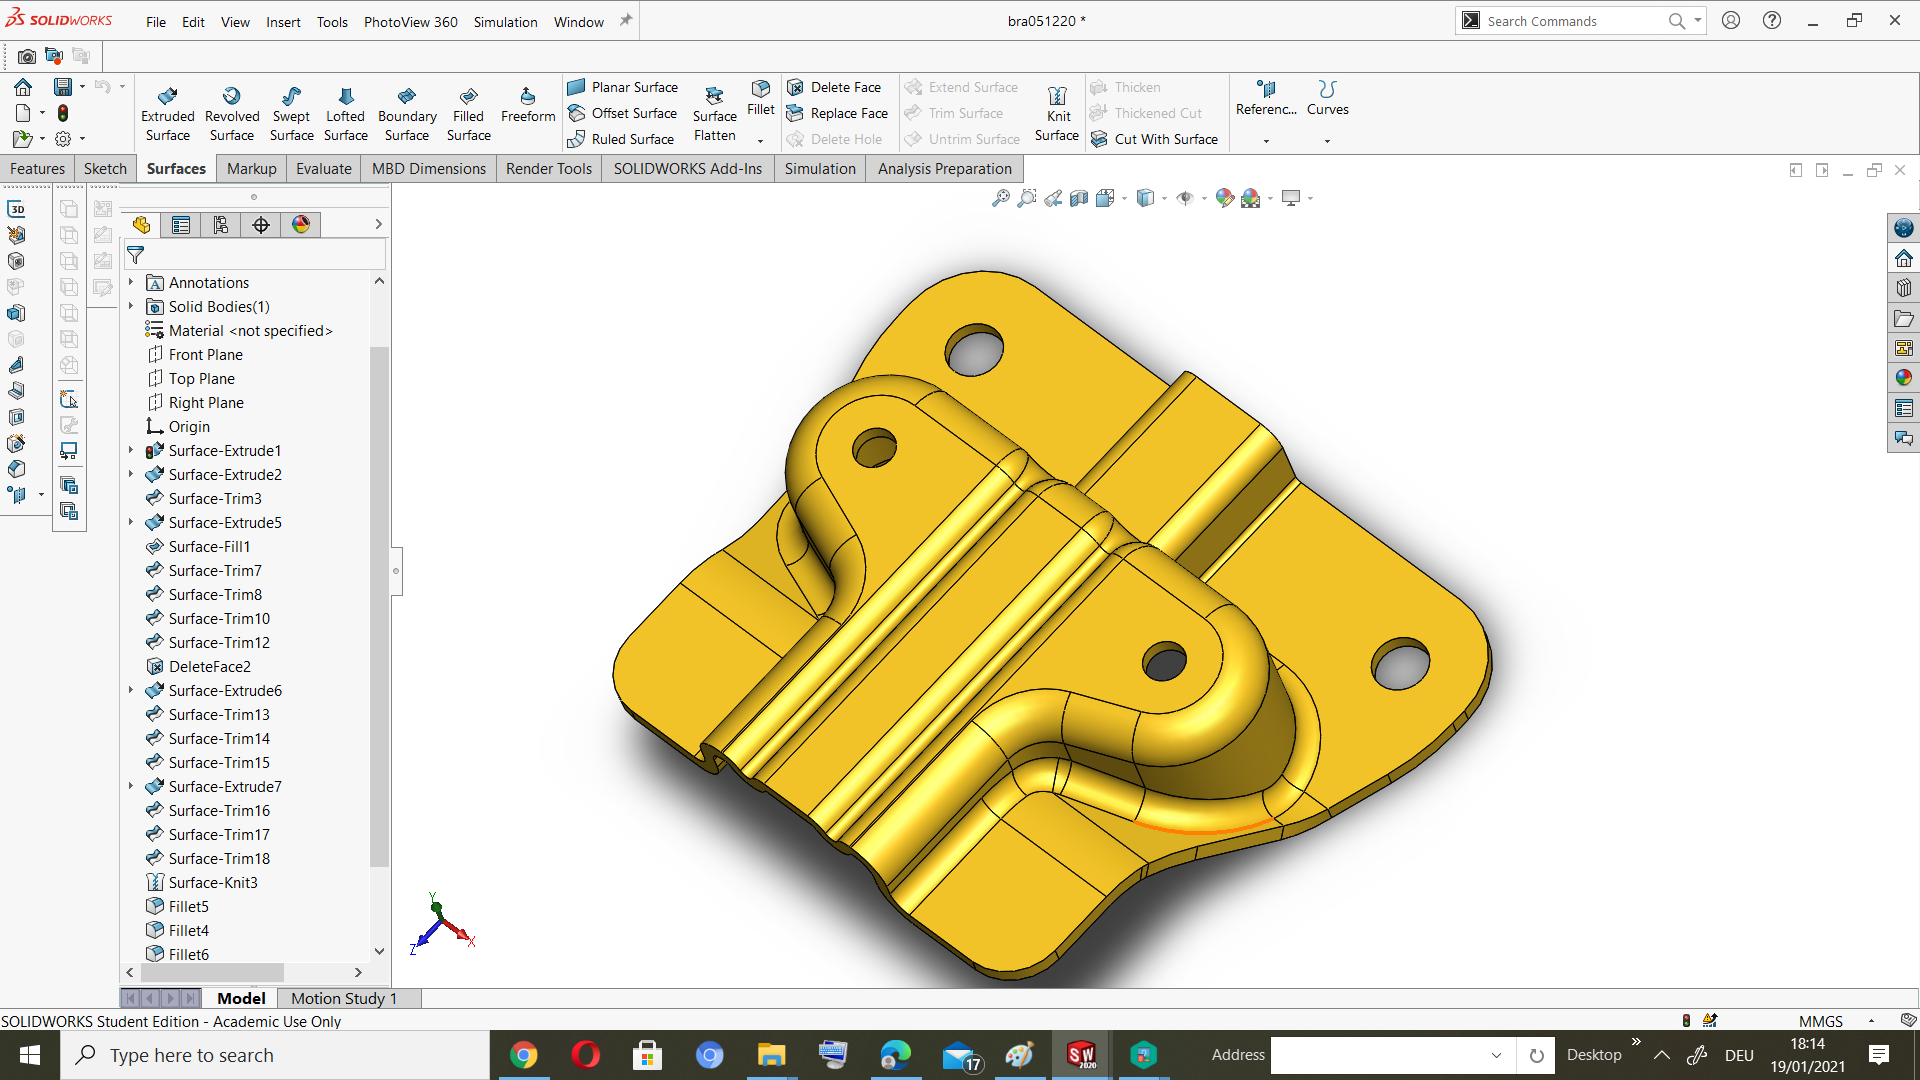 SOLIDWORKS File Edit View Insert Tools PhotoView 360 Simulation Window bra051220 * Search Commands
Extruded Surface Revolved Surface Swept Surface Lofted Surface Boundary Surface Filled Surface Freeform
Planar Surface
Offset Surface
Ruled Surface
Surface Flatten
Fillet
Delete Face
Replace Face
Delete Hole
Extend Surface
Trim Surface
Untrim Surface
Knit Surface
Thicken
Thickened Cut
Cut With Surface
Referenc...
Curves
Features Sketch Surfaces Markup Evaluate MBD Dimensions Render Tools SOLIDWORKS Add-Ins Simulation Analysis Preparation
3D
Annotations
Solid Bodies(1)
Material <not specified>
Front Plane
Top Plane
Right Plane
Origin
Surface-Extrude1
Surface-Extrude2
Surface-Trim3
Surface-Extrude5
Surface-Fill1
Surface-Trim7
Surface-Trim8
Surface-Trim10
Surface-Trim12
DeleteFace2
Surface-Extrude6
Surface-Trim13
Surface-Trim14
Surface-Trim15
Surface-Extrude7
Surface-Trim16
Surface-Trim17
Surface-Trim18
Surface-Knit3
Fillet5
Fillet4
Fillet6
Y
X
Z
Model Motion Study 1
SOLIDWORKS Student Edition - Academic Use Only MMGS
Type here to search 17 SW 2020 Address Desktop DEU 18:14
19/01/2021